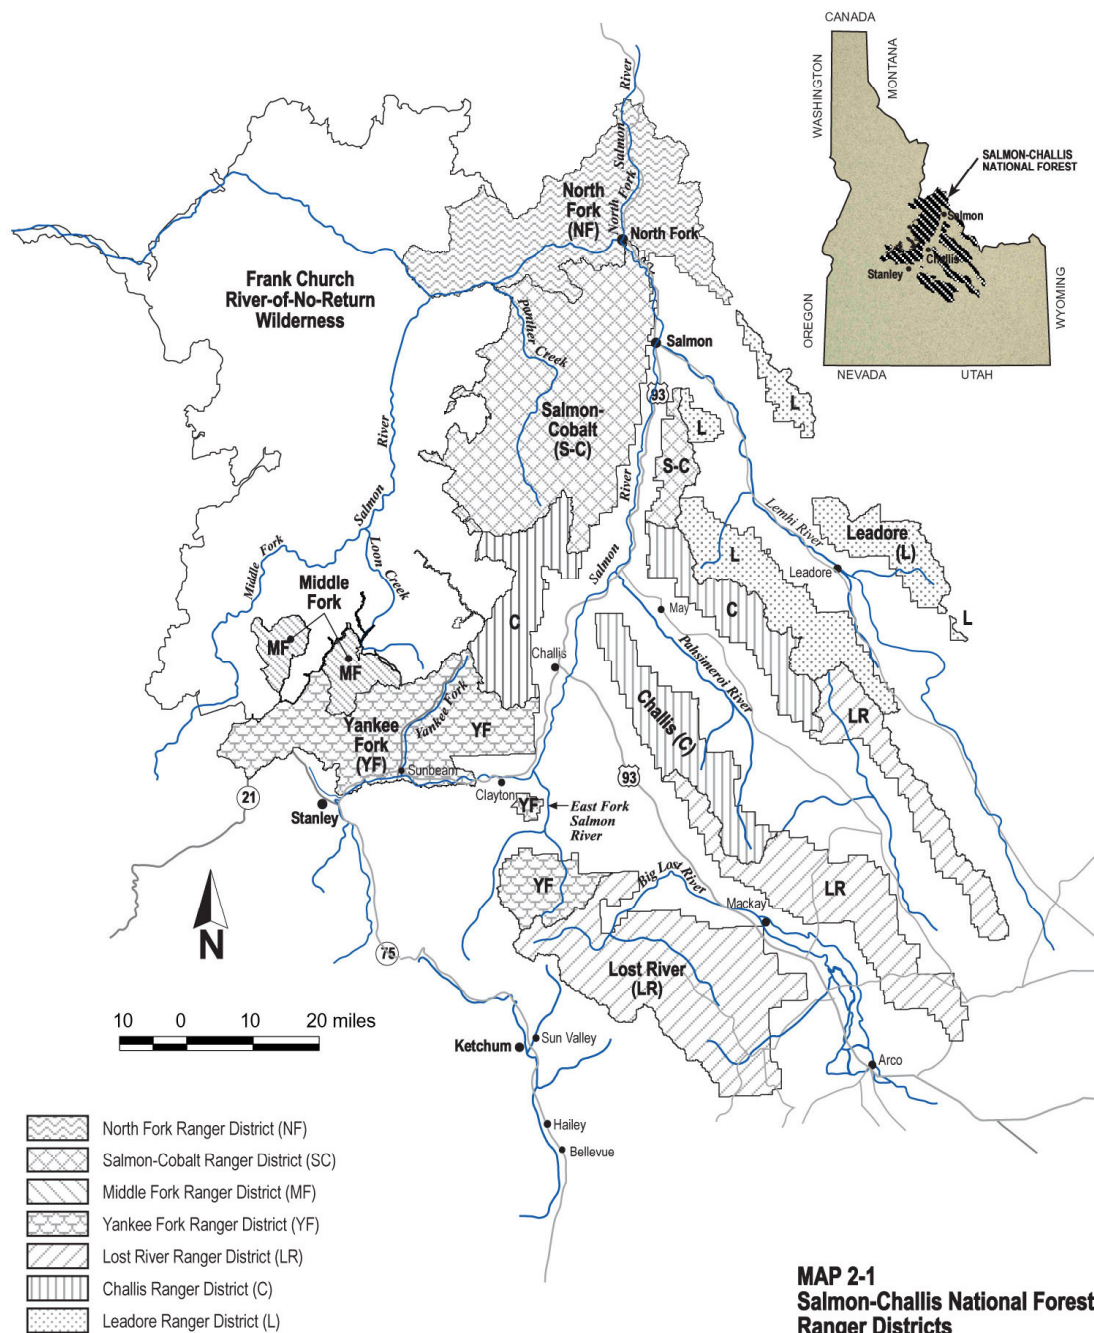 CANADA
WASHINGTON
MONTANA
SALMON-CHALLIS
NATIONAL FOREST
Salmon
Challis
Stanley
OREGON
WYOMING
NEVADA
UTAH
River
Salmon
North Fork
North
Fork
(NF)
North Fork
Frank Church
River-of-No-Return
Wilderness
Panther
Creek
Salmon
93
L
Salmon-
Cobalt
(S-C)
L
S-C
River
River
Salmon
Middle Fork
Loon
Creek
Salmon
Lemhi River
Leadore
(L)
Leadore
L
L
Middle
Fork
MF
MF
C
May
C
Challis
Pahsimeroi River
Challis (C)
LR
Yankee
Fork
(YF)
Yankee Fork
YF
Sunbeam
93
21
Stanley
Clayton
YF
East Fork
Salmon
River
YF
Big Lost River
LR
Mackay
N
75
Lost River
(LR)
10 0 10 20 miles
Ketchum
Sun Valley
Arco
Hailey
Bellevue
North Fork Ranger District (NF)
Salmon-Cobalt Ranger District (SC)
Middle Fork Ranger District (MF)
Yankee Fork Ranger District (YF)
Lost River Ranger District (LR)
Challis Ranger District (C)
Leadore Ranger District (L)
MAP 2-1
Salmon-Challis National Forest
Ranger Districts